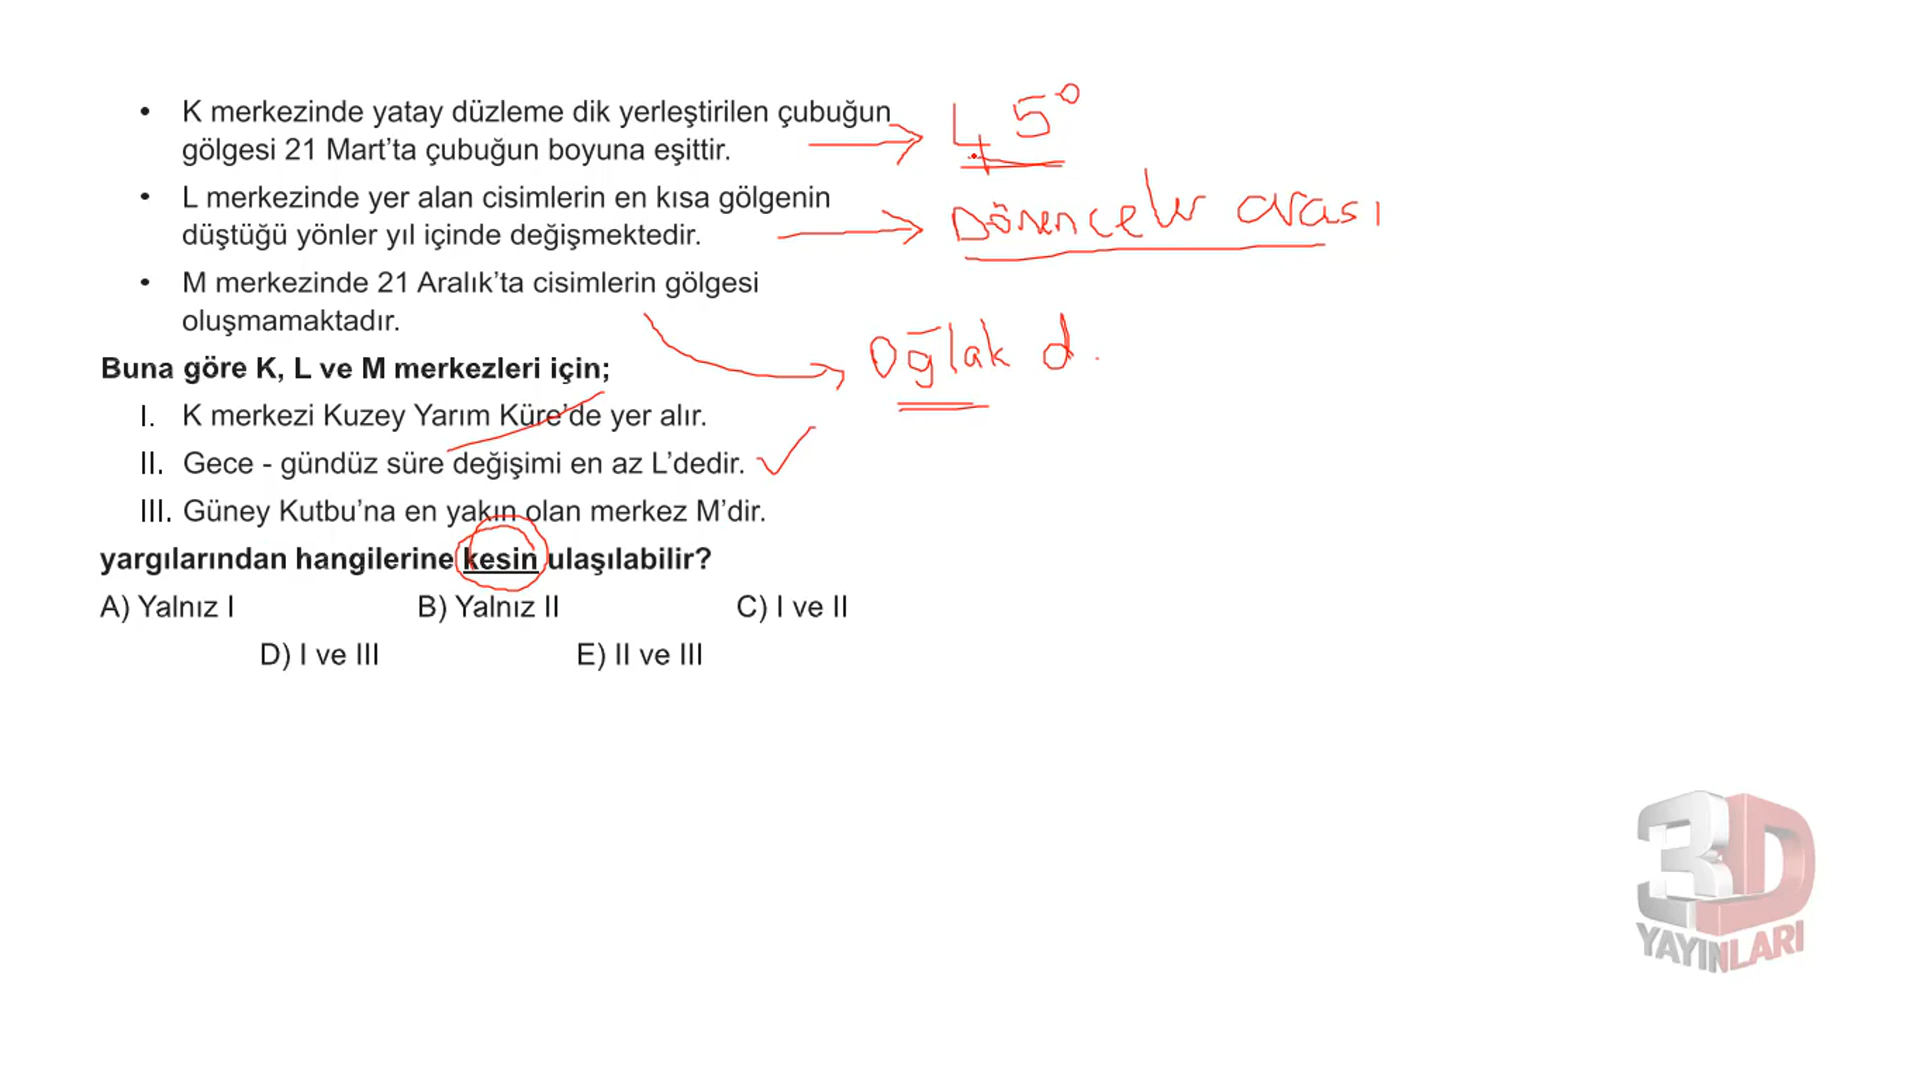 • K merkezinde yatay düzleme dik yerleştirilen çubuğun
gölgesi 21 Mart’ta çubuğun boyuna eşittir.
45°
• L merkezinde yer alan cisimlerin en kısa gölgenin
düştüğü yönler yıl içinde değişmektedir.
Dönenceler arası
• M merkezinde 21 Aralık’ta cisimlerin gölgesi
oluşmamaktadır.
Oğlak d.
Buna göre K, L ve M merkezleri için;
I. K merkezi Kuzey Yarım Küre’de yer alır.
II. Gece - gündüz süre değişimi en az L’dedir.
III. Güney Kutbu’na en yakın olan merkez M’dir.
yargılarından hangilerine kesin ulaşılabilir?
A) Yalnız I B) Yalnız II C) I ve II
D) I ve III E) II ve III
3D
YAYINLARI